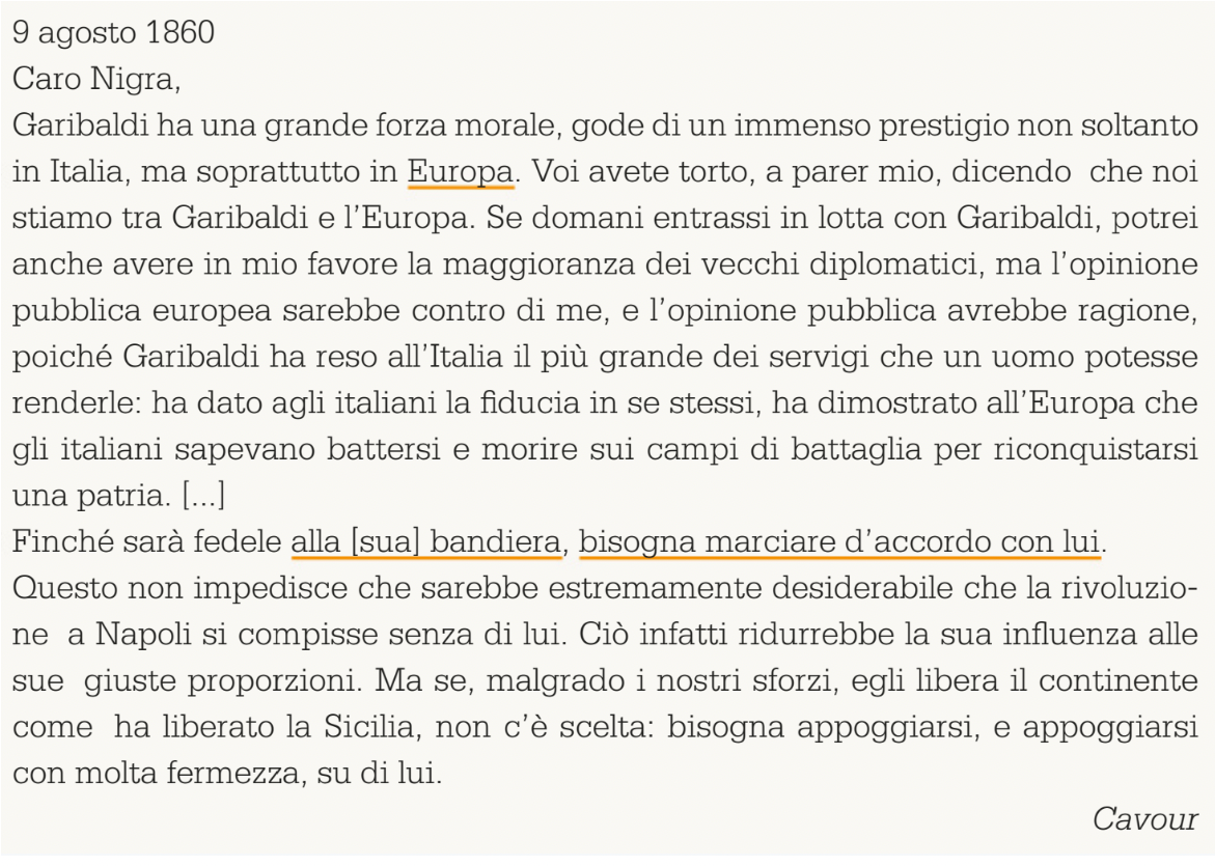 9 agosto 1860
Caro Nigra,
Garibaldi ha una grande forza morale, gode di un immenso prestigio non soltanto
in Italia, ma soprattutto in Europa. Voi avete torto, a parer mio, dicendo che noi
stiamo tra Garibaldi e l’Europa. Se domani entrassi in lotta con Garibaldi, potrei
anche avere in mio favore la maggioranza dei vecchi diplomatici, ma l’opinione
pubblica europea sarebbe contro di me, e l’opinione pubblica avrebbe ragione,
poiché Garibaldi ha reso all’Italia il più grande dei servigi che un uomo potesse
renderle: ha dato agli italiani la fiducia in se stessi, ha dimostrato all’Europa che
gli italiani sapevano battersi e morire sui campi di battaglia per riconquistarsi
una patria. [...]
Finché sarà fedele alla [sua] bandiera, bisogna marciare d’accordo con lui.
Questo non impedisce che sarebbe estremamente desiderabile che la rivoluzio-
ne a Napoli si compisse senza di lui. Ciò infatti ridurrebbe la sua influenza alle
sue giuste proporzioni. Ma se, malgrado i nostri sforzi, egli libera il continente
come ha liberato la Sicilia, non c’è scelta: bisogna appoggiarsi, e appoggiarsi
con molta fermezza, su di lui.
Cavour